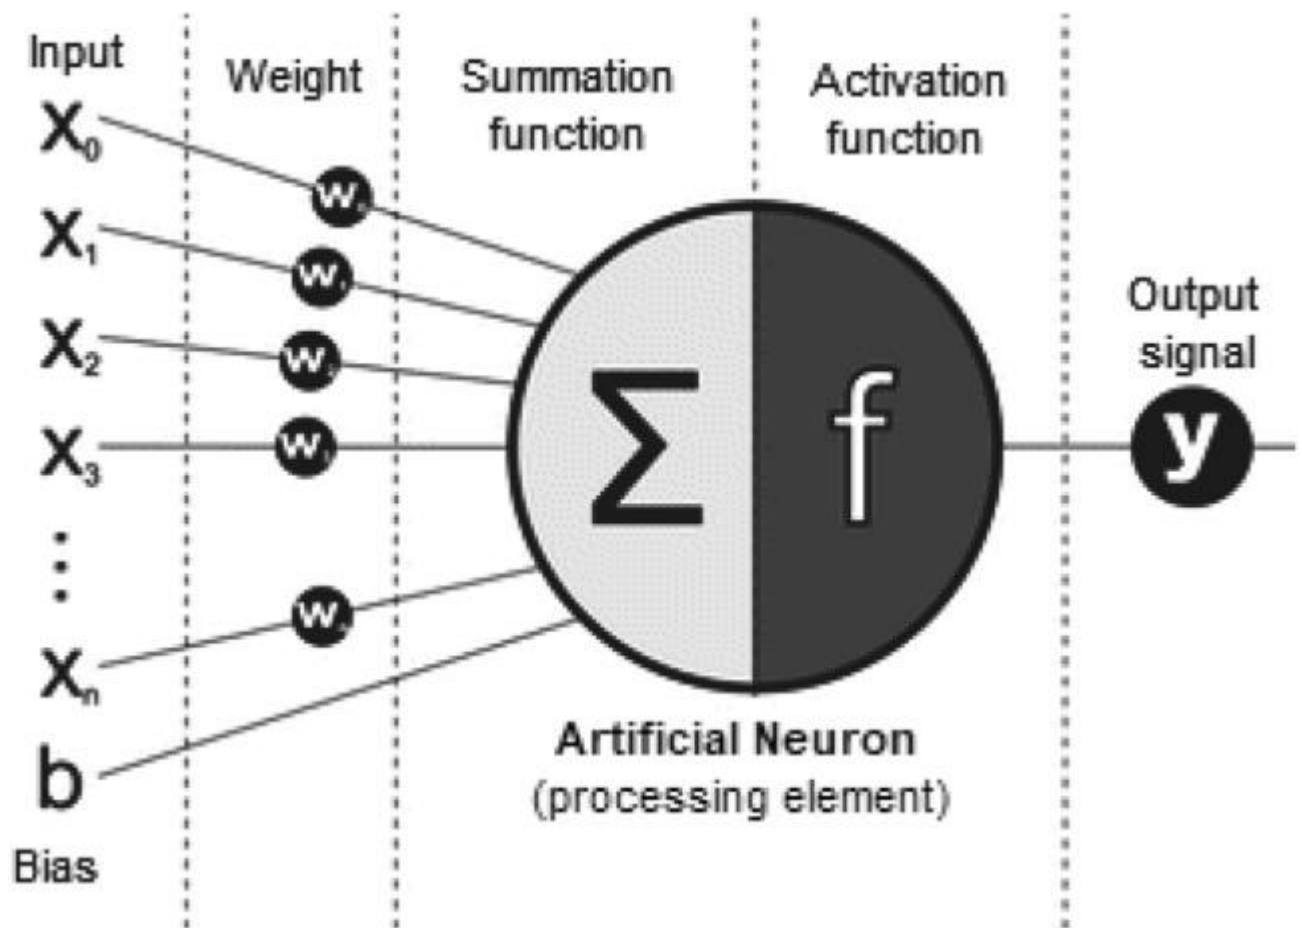 Input
Weight
Summation
function
Activation
function
X0
X1
X2
X3
⋮
Xn
b
Bias
w
w
w
w
w
Σ
f
Output
signal
y
Artificial Neuron
(processing element)